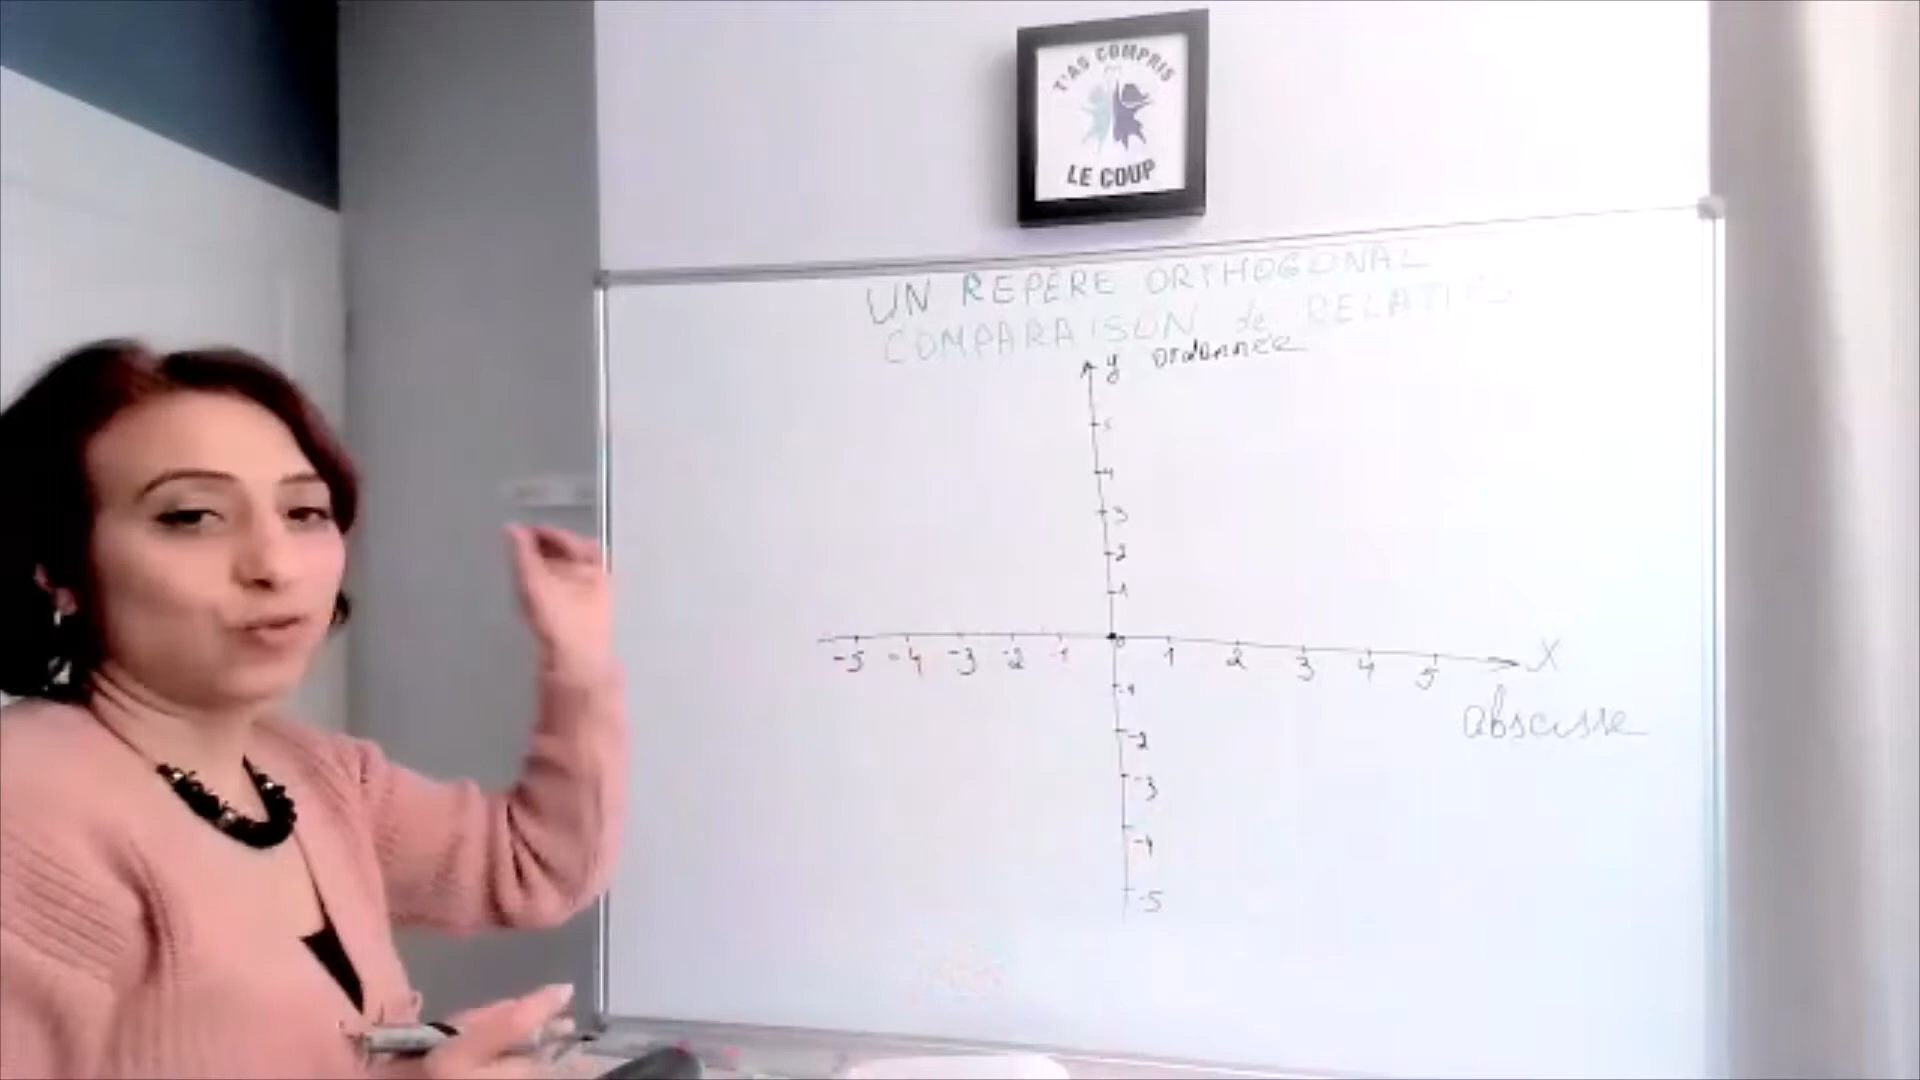 T'AS COMPRIS
LE COUP
UN REPÈRE ORTHOGONAL
COMPARAISON de RELATIFS
y ordonnée
5
4
3
2
1
-5 -4 -3 -2 -1 0 1 2 3 4 5 X
abscisse
-1
-2
-3
-4
-5